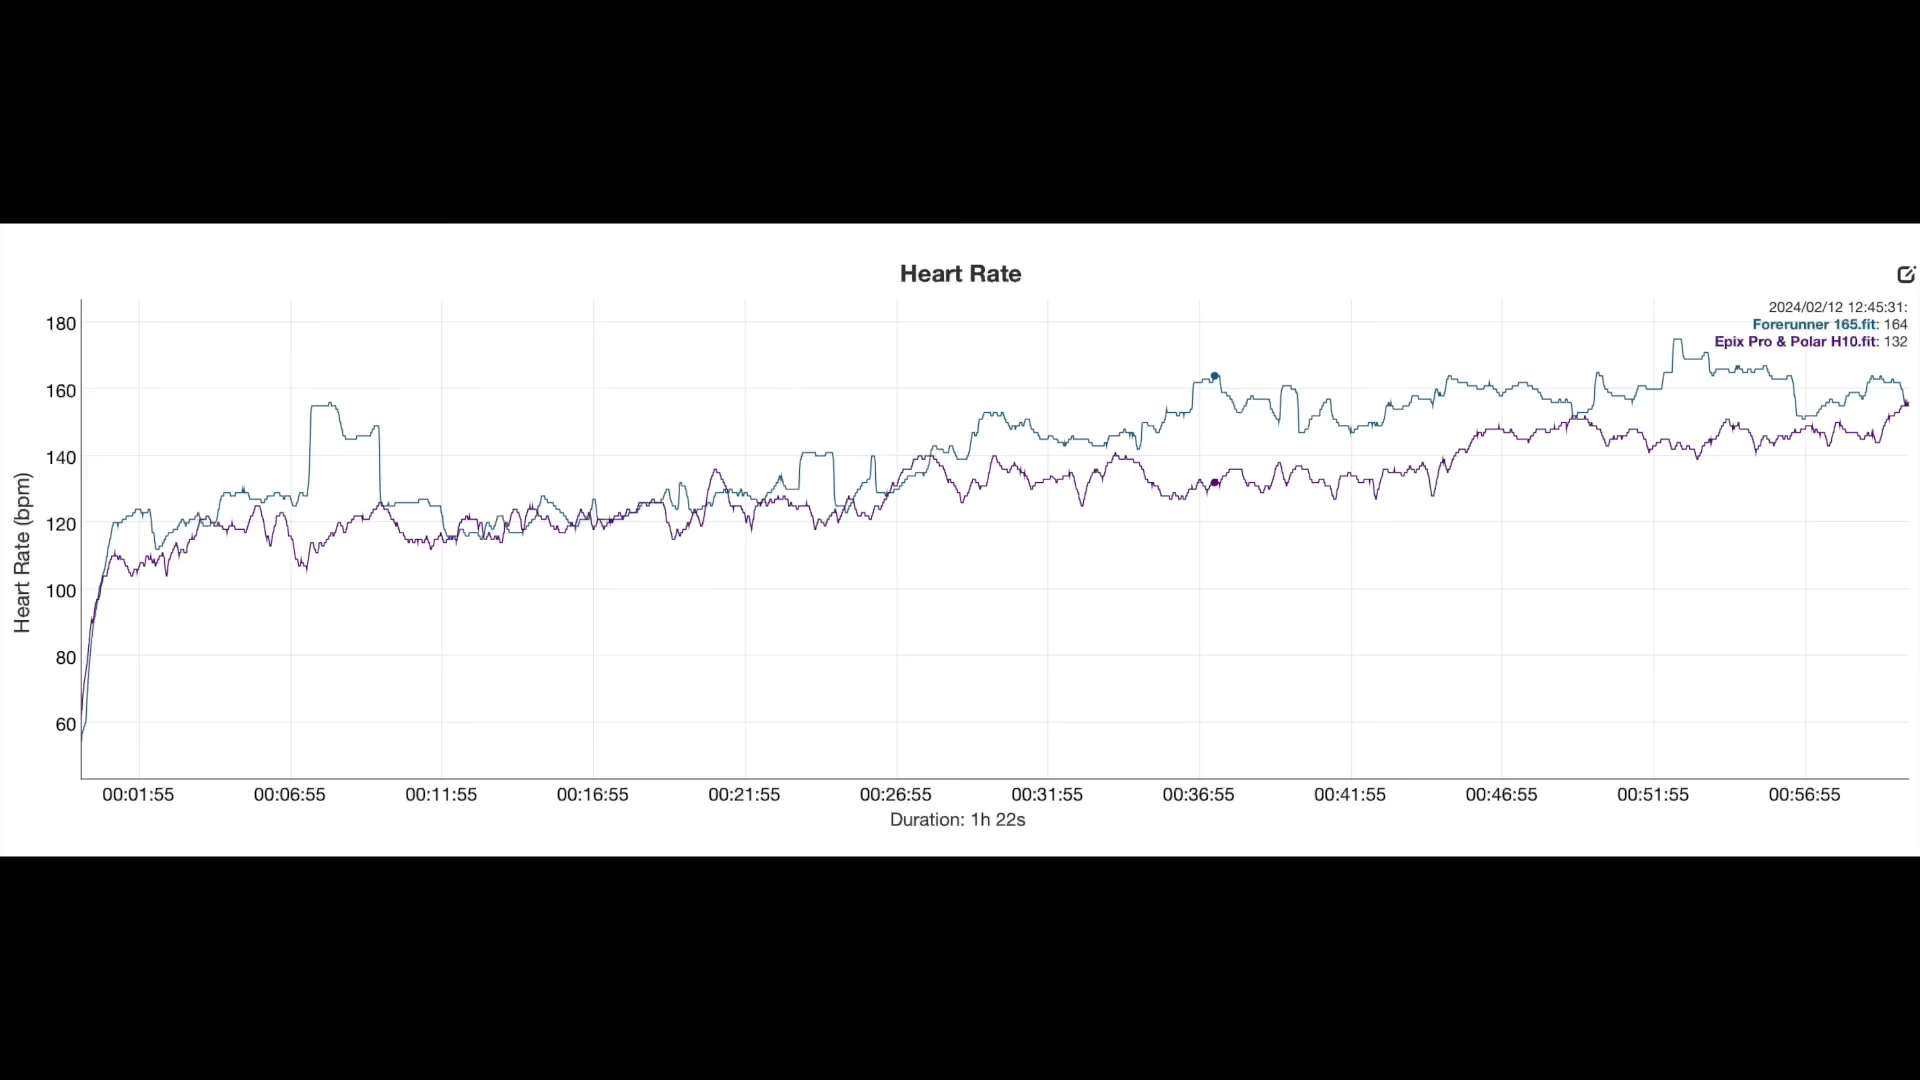 Heart Rate
2024/02/12 12:45:31:
Forerunner 165.fit: 164
Epix Pro & Polar H10.fit: 132
Heart Rate (bpm)
180
160
140
120
100
80
60
00:01:55 00:06:55 00:11:55 00:16:55 00:21:55 00:26:55 00:31:55 00:36:55 00:41:55 00:46:55 00:51:55 00:56:55
Duration: 1h 22s